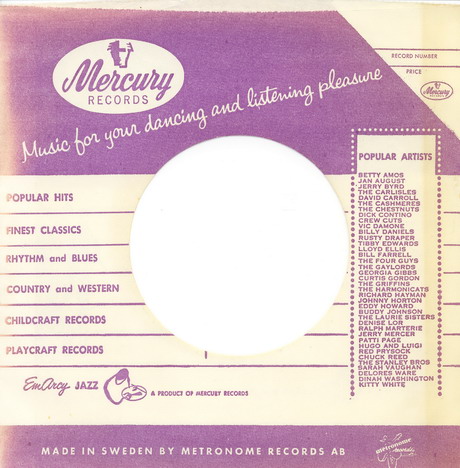 Mercury
RECORDS
RECORD NUMBER
PRICE
Mercury
RECORDS
Music for your dancing and listening pleasure
POPULAR HITS
FINEST CLASSICS
RHYTHM and BLUES
COUNTRY and WESTERN
CHILDCRAFT RECORDS
PLAYCRAFT RECORDS
EmArcy JAZZ
A PRODUCT OF MERCURY RECORDS
POPULAR ARTISTS
BETTY AMOS
JAN AUGUST
JERRY BYRD
THE CARLISLES
DAVID CARROLL
THE CASHMERES
THE CHESTNUTS
DICK CONTINO
CREW CUTS
VIC DAMONE
BILLY DANIELS
RUSTY DRAPER
TIBBY EDWARDS
LLOYD ELLIS
BILL FARRELL
THE FOUR GUYS
THE GAYLORDS
GEORGIA GIBBS
CURTIS GORDON
THE GRIFFINS
THE HARMONICATS
RICHARD HAYMAN
JOHNNY HORTON
EDDY HOWARD
BUDDY JOHNSON
THE LAURIE SISTERS
DENISE LOR
RALPH MARTERIE
JERRY MERCER
PATTI PAGE
HUGO AND LUIGI
RED PRYSOCK
CHUCK REED
THE STANLEY BROS
SARAH VAUGHAN
DELORES WARE
DINAH WASHINGTON
KITTY WHITE
MADE IN SWEDEN BY METRONOME RECORDS AB
metronome